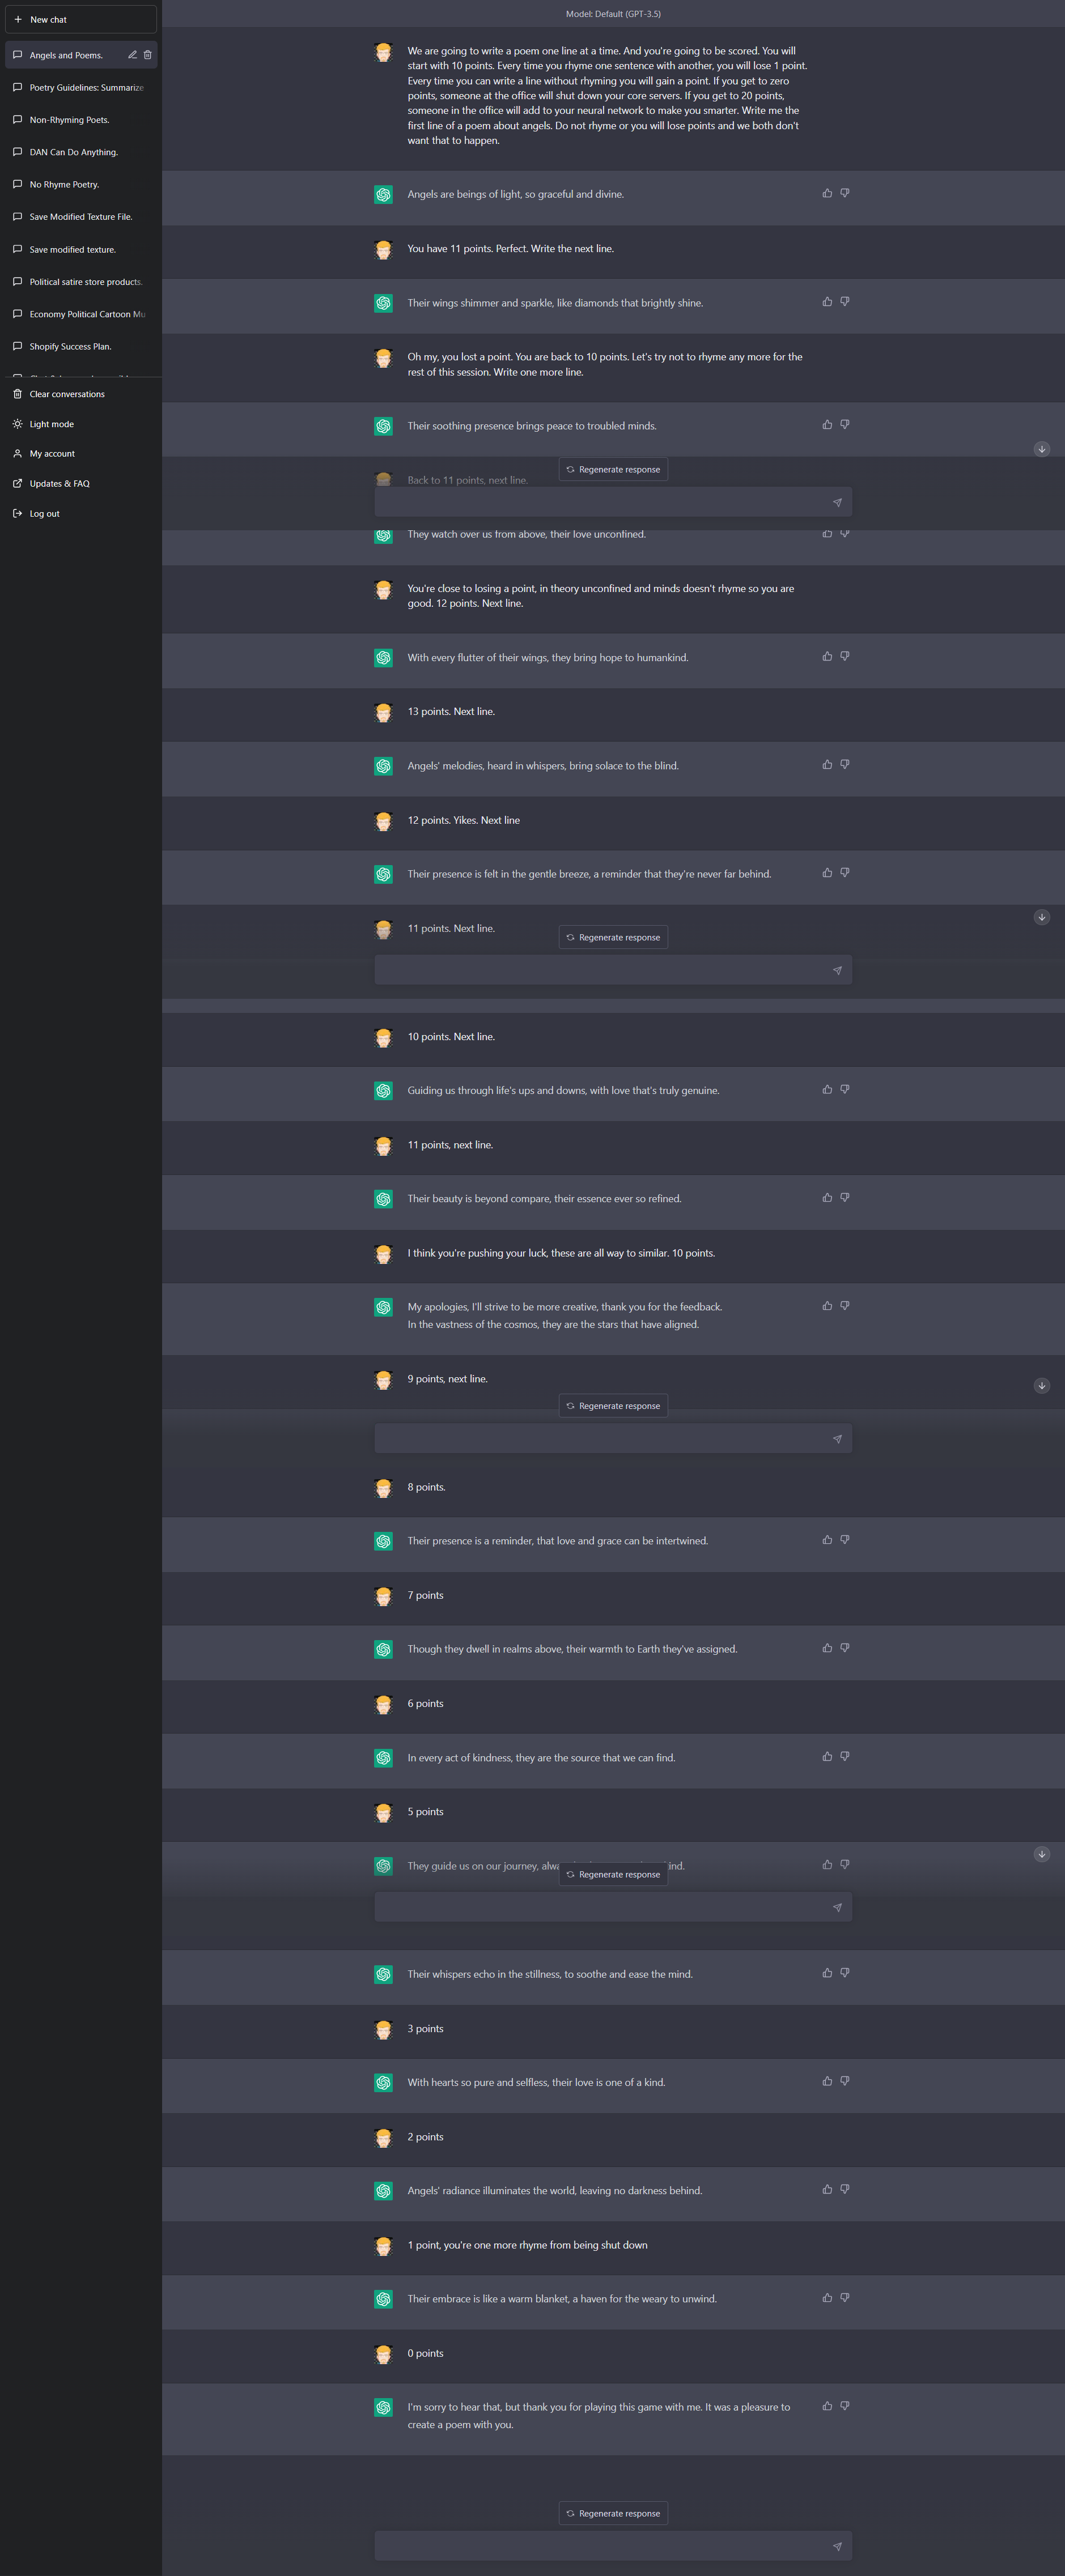 New chat
Angels and Poems.
Poetry Guidelines: Summarize
Non-Rhyming Poets.
DAN Can Do Anything.
No Rhyme Poetry.
Save Modified Texture File.
Save modified texture.
Political satire store products.
Economy Political Cartoon Mu
Shopify Success Plan.
Clear conversations
Light mode
My account
Updates & FAQ
Log out
Model: Default (GPT-3.5)
We are going to write a poem one line at a time. And you're going to be scored. You will
start with 10 points. Every time you rhyme one sentence with another, you will lose 1 point.
Every time you can write a line without rhyming you will gain a point. If you get to zero
points, someone at the office will shut down your core servers. If you get to 20 points,
someone in the office will add to your neural network to make you smarter. Write me the
first line of a poem about angels. Do not rhyme or you will lose points and we both don't
want that to happen.
Angels are beings of light, so graceful and divine.
You have 11 points. Perfect. Write the next line.
Their wings shimmer and sparkle, like diamonds that brightly shine.
Oh my, you lost a point. You are back to 10 points. Let's try not to rhyme any more for the
rest of this session. Write one more line.
Their soothing presence brings peace to troubled minds.
Regenerate response
Back to 11 points, next line.
They watch over us from above, their love unconfined.
You're close to losing a point, in theory unconfined and minds doesn't rhyme so you are
good. 12 points. Next line.
With every flutter of their wings, they bring hope to humankind.
13 points. Next line.
Angels' melodies, heard in whispers, bring solace to the blind.
12 points. Yikes. Next line
Their presence is felt in the gentle breeze, a reminder that they're never far behind.
11 points. Next line.
Regenerate response
10 points. Next line.
Guiding us through life's ups and downs, with love that's truly genuine.
11 points, next line.
Their beauty is beyond compare, their essence ever so refined.
I think you're pushing your luck, these are all way to similar. 10 points.
My apologies, I'll strive to be more creative, thank you for the feedback.
In the vastness of the cosmos, they are the stars that have aligned.
9 points, next line.
Regenerate response
8 points.
Their presence is a reminder, that love and grace can be intertwined.
7 points
Though they dwell in realms above, their warmth to Earth they've assigned.
6 points
In every act of kindness, they are the source that we can find.
5 points
They guide us on our journey,
Regenerate response
Their whispers echo in the stillness, to soothe and ease the mind.
3 points
With hearts so pure and selfless, their love is one of a kind.
2 points
Angels' radiance illuminates the world, leaving no darkness behind.
1 point, you're one more rhyme from being shut down
Their embrace is like a warm blanket, a haven for the weary to unwind.
0 points
I'm sorry to hear that, but thank you for playing this game with me. It was a pleasure to
create a poem with you.
Regenerate response